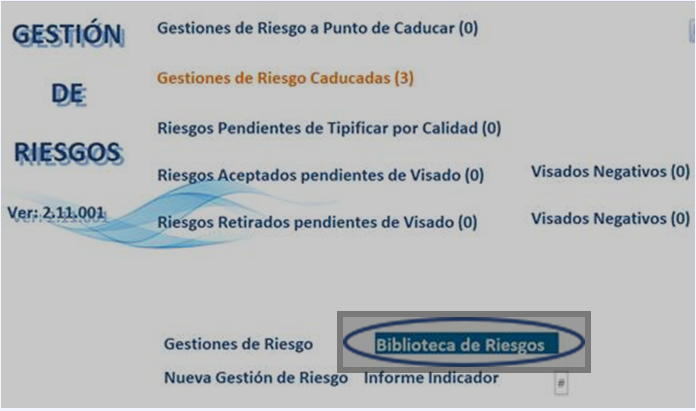 GESTIÓN
DE
RIESGOS
Ver: 2.11.001
Gestiones de Riesgo a Punto de Caducar (0)
Gestiones de Riesgo Caducadas (3)
Riesgos Pendientes de Tipificar por Calidad (0)
Riesgos Aceptados pendientes de Visado (0) Visados Negativos (0)
Riesgos Retirados pendientes de Visado (0) Visados Negativos (0)
Gestiones de Riesgo Biblioteca de Riesgos
Nueva Gestión de Riesgo Informe Indicador #